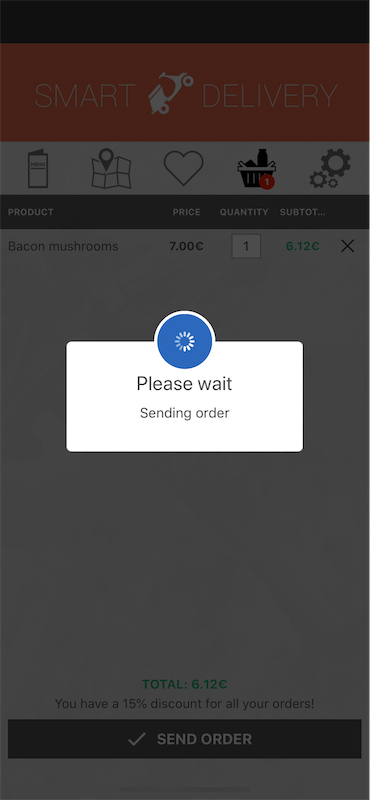 SMART DELIVERY
MENU
1
PRODUCT PRICE QUANTITY SUBTOT...
Bacon mushrooms 7.00€ 1 6.12€
Please wait
Sending order
TOTAL: 6.12€
You have a 15% discount for all your orders!
SEND ORDER